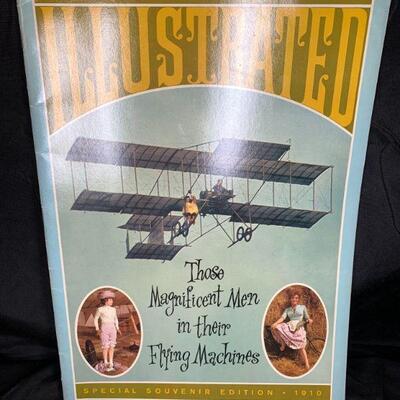 ILLUSTRATED
Those
Magnificent Men
in their
Flying Machines
SPECIAL SOUVENIR EDITION • 1910